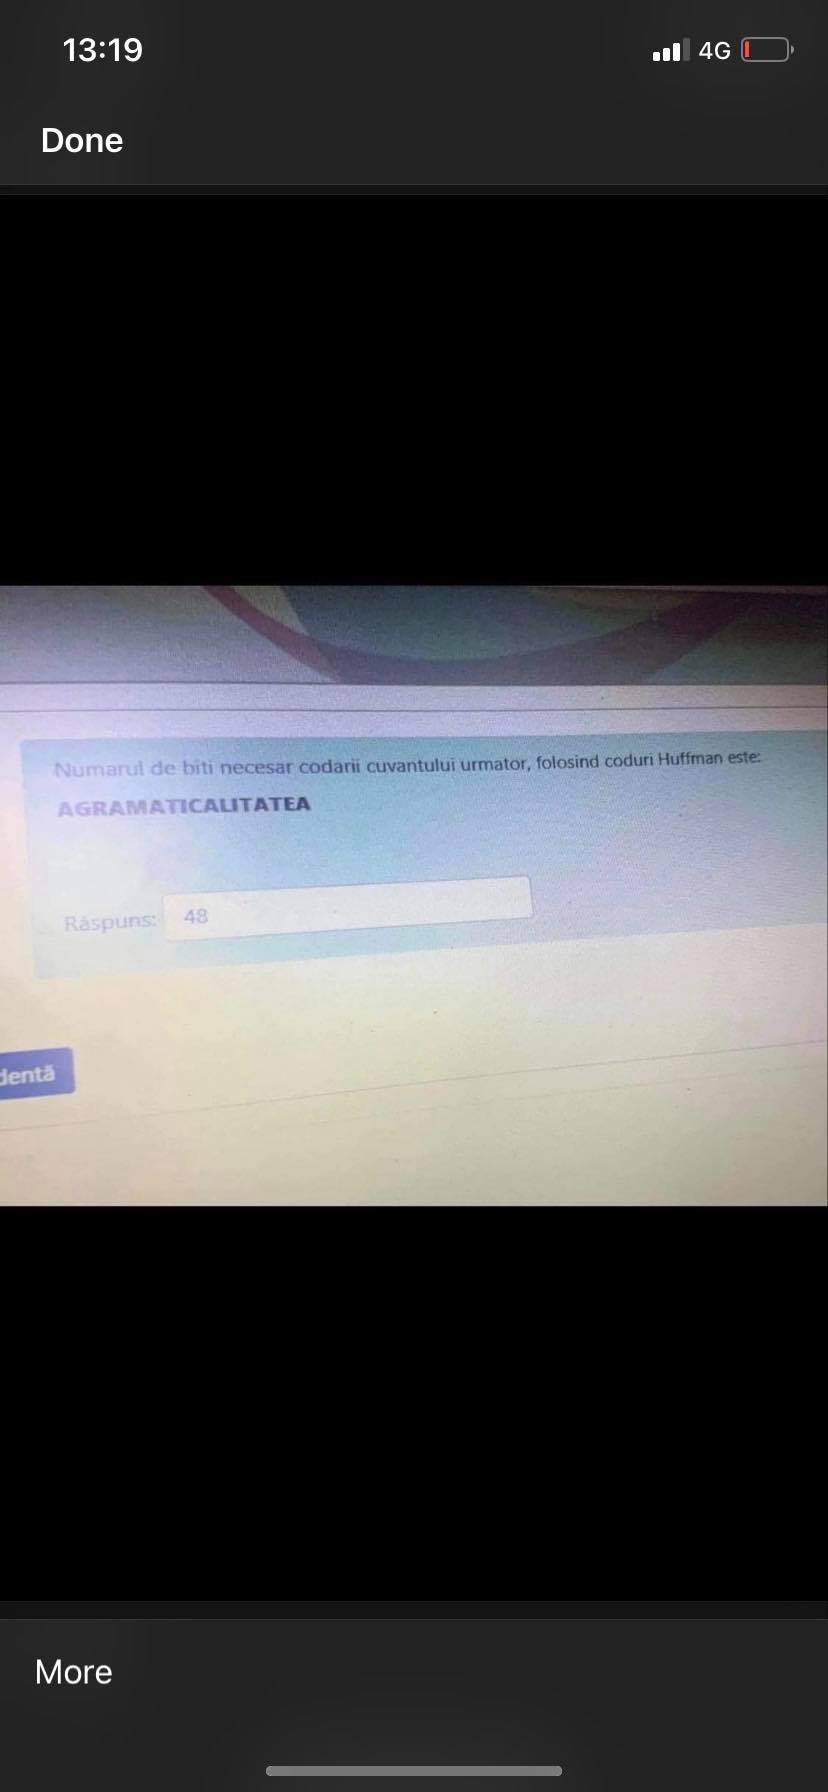 13:19
4G
Done
Numarul de biti necesar codarii cuvantului urmator, folosind coduri Huffman este:
AGRAMATICALITATEA
Răspuns: 48
dentă
More